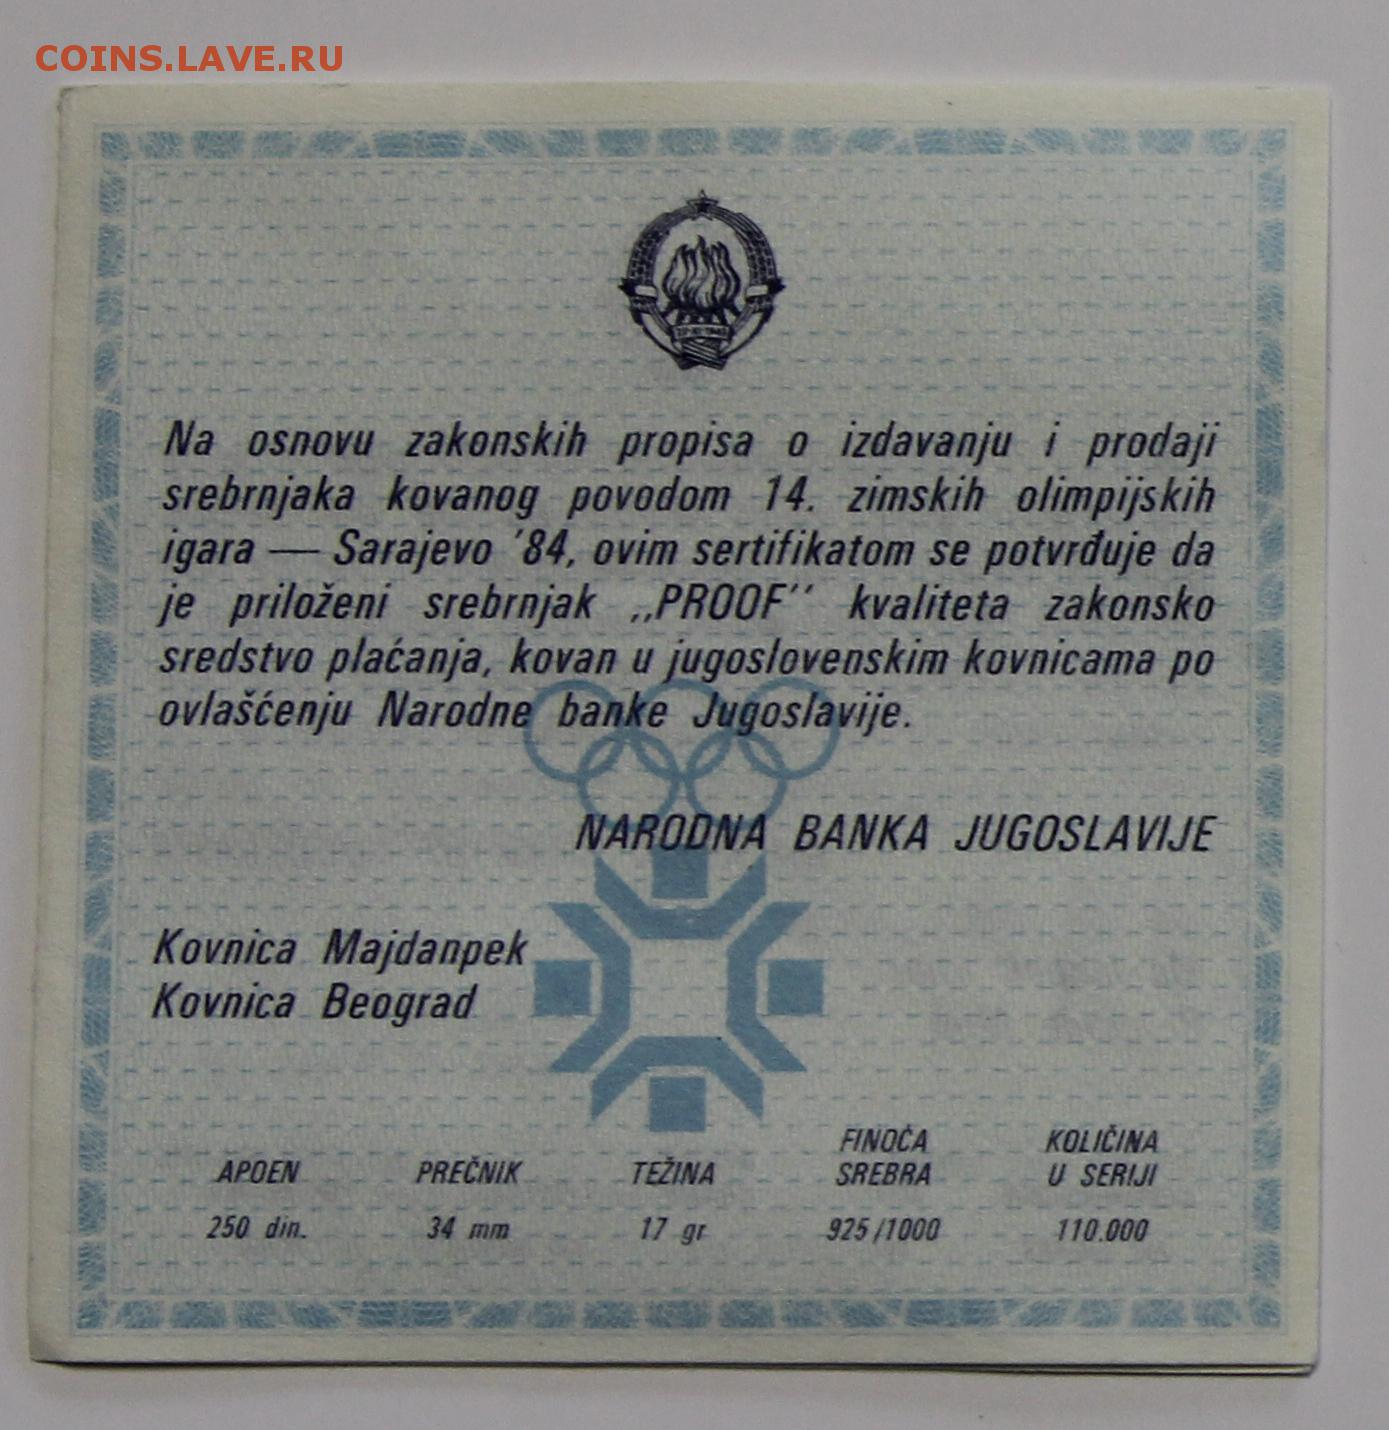 COINS.LAVE.RU
Na osnovu zakonskih propisa o izdavanju i prodaji
srebrnjaka kovanog povodom 14. zimskih olimpijskih
igara — Sarajevo '84, ovim sertifikatom se potvrđuje da
je priloženi srebrnjak ,,PROOF'' kvaliteta zakonsko
sredstvo plaćanja, kovan u jugoslovenskim kovnicama po
ovlašćenju Narodne banke Jugoslavije.
NARODNA BANKA JUGOSLAVIJE
Kovnica Majdanpek
Kovnica Beograd
APOEN PREČNIK TEŽINA FINOĆA SREBRA KOLIČINA U SERIJI
250 din. 34 mm 17 gr 925/1000 110.000